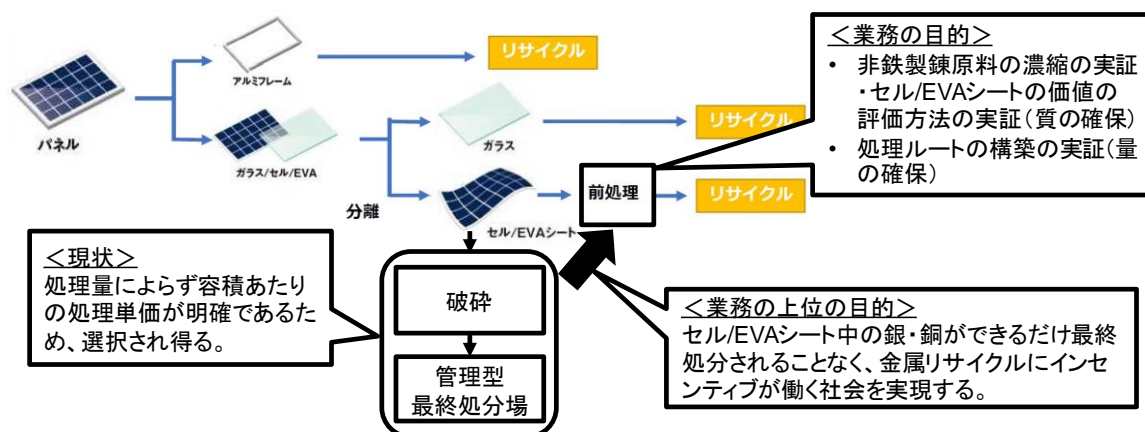 パネル
アルミフレーム
リサイクル
ガラス/セル/EVA
分離
ガラス
リサイクル
セル/EVAシート
前処理
リサイクル
＜業務の目的＞
• 非鉄製錬原料の濃縮の実証
・セル/EVAシートの価値の
評価方法の実証（質の確保）
• 処理ルートの構築の実証（量
の確保）
＜現状＞
処理量によらず容積あたり
の処理単価が明確であるた
め、選択され得る。
破砕
管理型
最終処分場
＜業務の上位の目的＞
セル/EVAシート中の銀・銅ができるだけ最終
処分されることなく、金属リサイクルにインセ
ンティブが働く社会を実現する。